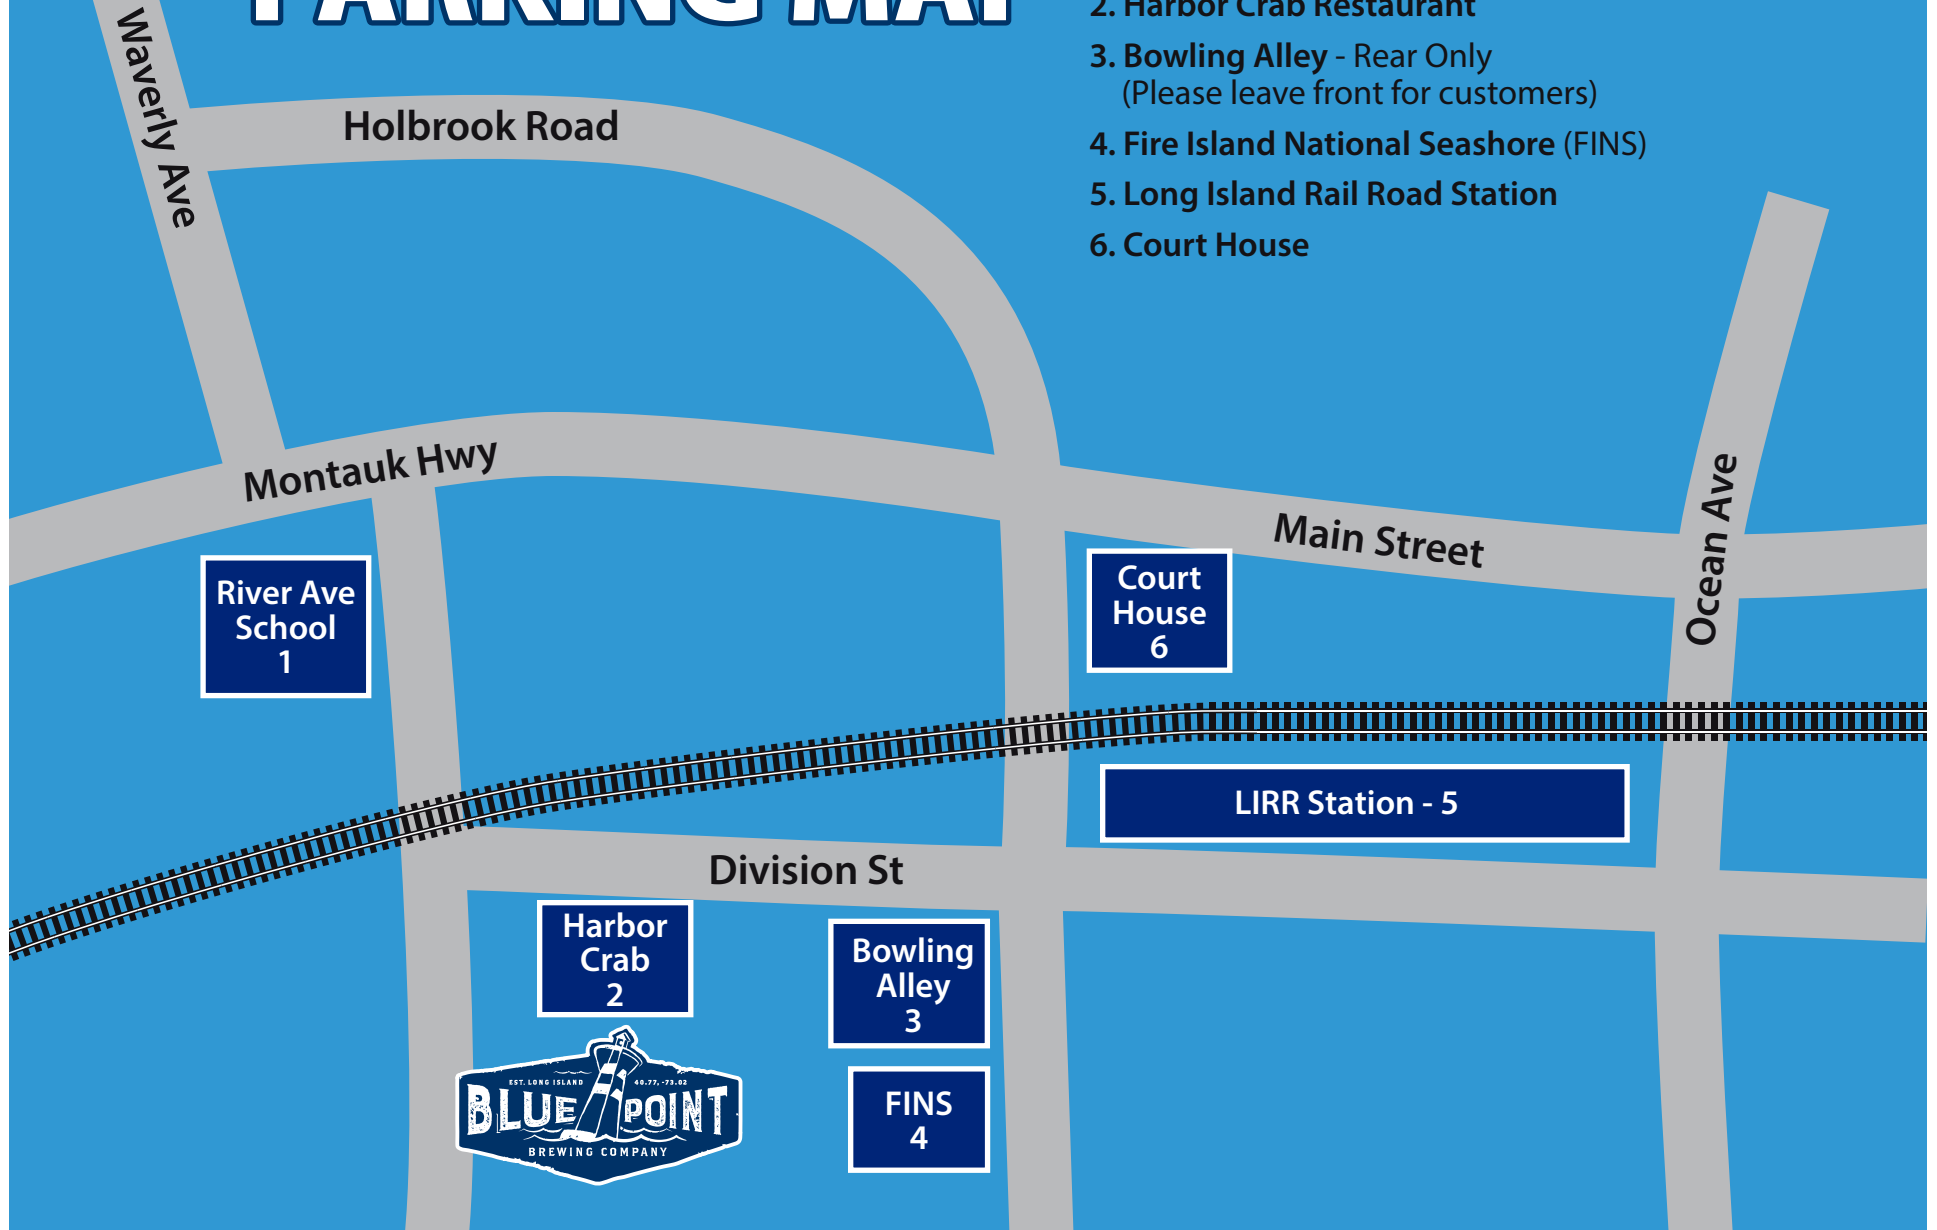 PARKING MAP
2. Harbor Crab Restaurant
3. Bowling Alley - Rear Only
(Please leave front for customers)
4. Fire Island National Seashore (FINS)
5. Long Island Rail Road Station
6. Court House
Waverly Ave
Holbrook Road
Montauk Hwy
Main Street
Ocean Ave
River Ave
School
1
Court
House
6
LIRR Station - 5
Division St
Harbor
Crab
2
Bowling
Alley
3
FINS
4
EST. LONG ISLAND
40.77, -73.02
BLUE POINT
BREWING COMPANY